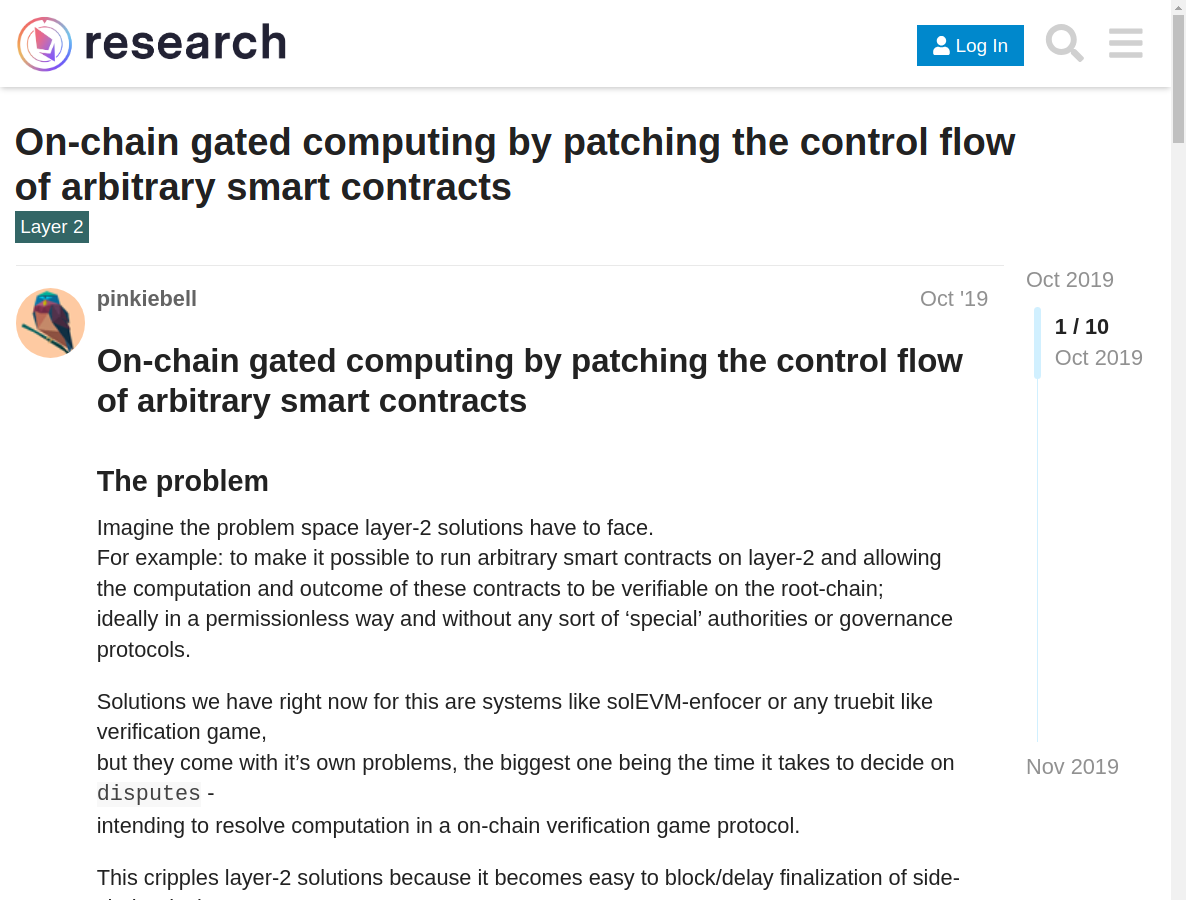 research
Log In
On-chain gated computing by patching the control flow
of arbitrary smart contracts
Layer 2
pinkiebell
Oct '19
On-chain gated computing by patching the control flow
of arbitrary smart contracts
The problem
Imagine the problem space layer-2 solutions have to face.
For example: to make it possible to run arbitrary smart contracts on layer-2 and allowing
the computation and outcome of these contracts to be verifiable on the root-chain;
ideally in a permissionless way and without any sort of ‘special’ authorities or governance
protocols.
Solutions we have right now for this are systems like solEVM-enfocer or any truebit like
verification game,
but they come with it’s own problems, the biggest one being the time it takes to decide on
disputes -
intending to resolve computation in a on-chain verification game protocol.
This cripples layer-2 solutions because it becomes easy to block/delay finalization of side-
Oct 2019
1 / 10
Oct 2019
Nov 2019